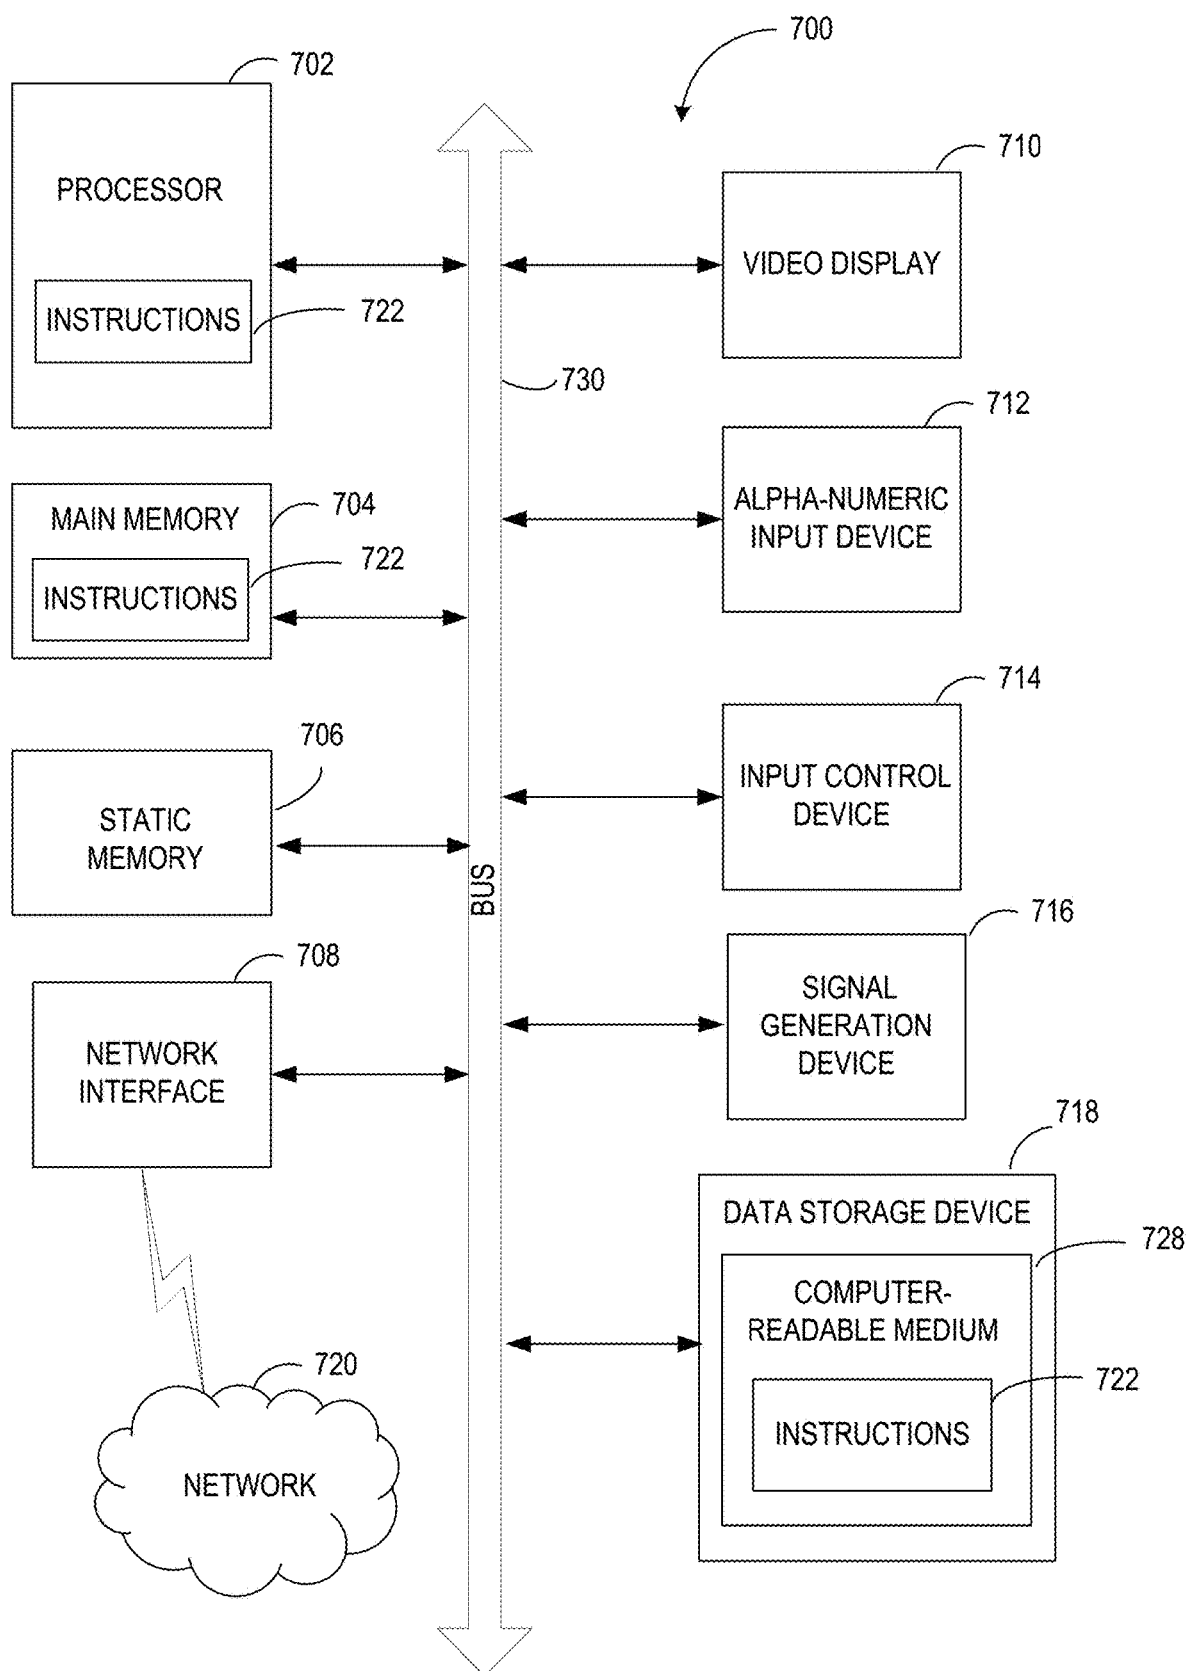 700
702
PROCESSOR
INSTRUCTIONS
722
MAIN MEMORY
704
INSTRUCTIONS
722
STATIC
MEMORY
706
NETWORK
INTERFACE
708
NETWORK
720
BUS
730
VIDEO DISPLAY
710
ALPHA-NUMERIC
INPUT DEVICE
712
INPUT CONTROL
DEVICE
714
SIGNAL
GENERATION
DEVICE
716
718
DATA STORAGE DEVICE
728
COMPUTER-
READABLE MEDIUM
722
INSTRUCTIONS